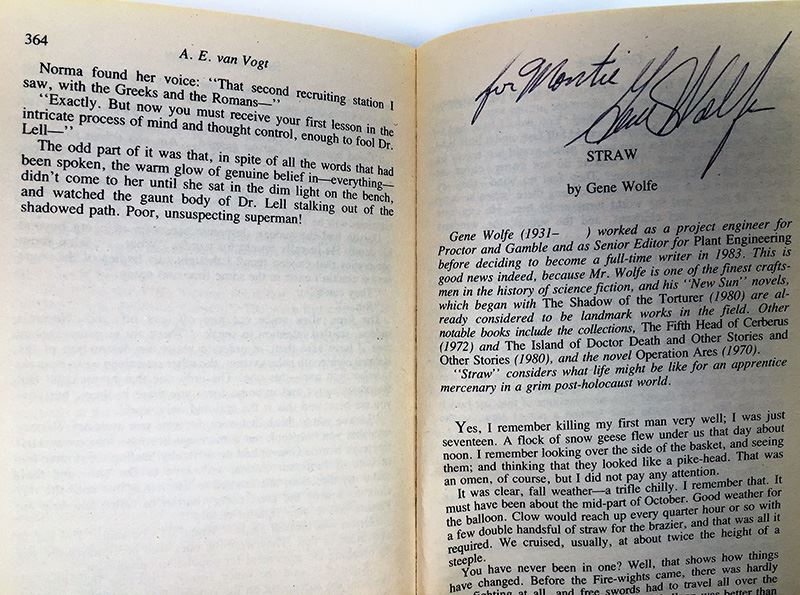 364
A. E. van Vogt
Norma found her voice: "That second recruiting station I
saw, with the Greeks and the Romans—"
"Exactly. But now you must receive your first lesson in the
intricate process of mind and thought control, enough to fool Dr.
Lell—"
The odd part of it was that, in spite of all the words that had
been spoken, the warm glow of genuine belief in—everything—
didn't come to her until she sat in the dim light on the bench,
and watched the gaunt body of Dr. Lell stalking out of the
shadowed path. Poor, unsuspecting superman!
for Montie
Gene Wolfe
STRAW
by Gene Wolfe
Gene Wolfe (1931– ) worked as a project engineer for
Proctor and Gamble and as Senior Editor for Plant Engineering
before deciding to become a full-time writer in 1983. This is
good news indeed, because Mr. Wolfe is one of the finest crafts-
men in the history of science fiction, and his "New Sun" novels,
which began with The Shadow of the Torturer (1980) are al-
ready considered to be landmark works in the field. Other
notable books include the collections, The Fifth Head of Cerberus
(1972) and The Island of Doctor Death and Other Stories and
Other Stories (1980), and the novel Operation Ares (1970).
"Straw" considers what life might be like for an apprentice
mercenary in a grim post-holocaust world.
Yes, I remember killing my first man very well; I was just
seventeen. A flock of snow geese flew under us that day about
noon. I remember looking over the side of the basket, and seeing
them; and thinking that they looked like a pike-head. That was
an omen, of course, but I did not pay any attention.
It was clear, fall weather—a trifle chilly. I remember that. It
must have been about the mid-part of October. Good weather for
the balloon. Clow would reach up every quarter hour or so with
a few double handsful of straw for the brazier, and that was all it
required. We cruised, usually, at about twice the height of a
steeple.
You have never been in one? Well, that shows how things
have changed. Before the Fire-wights came, there was hardly
fighting at all, and free swords had to travel all over the
was better than